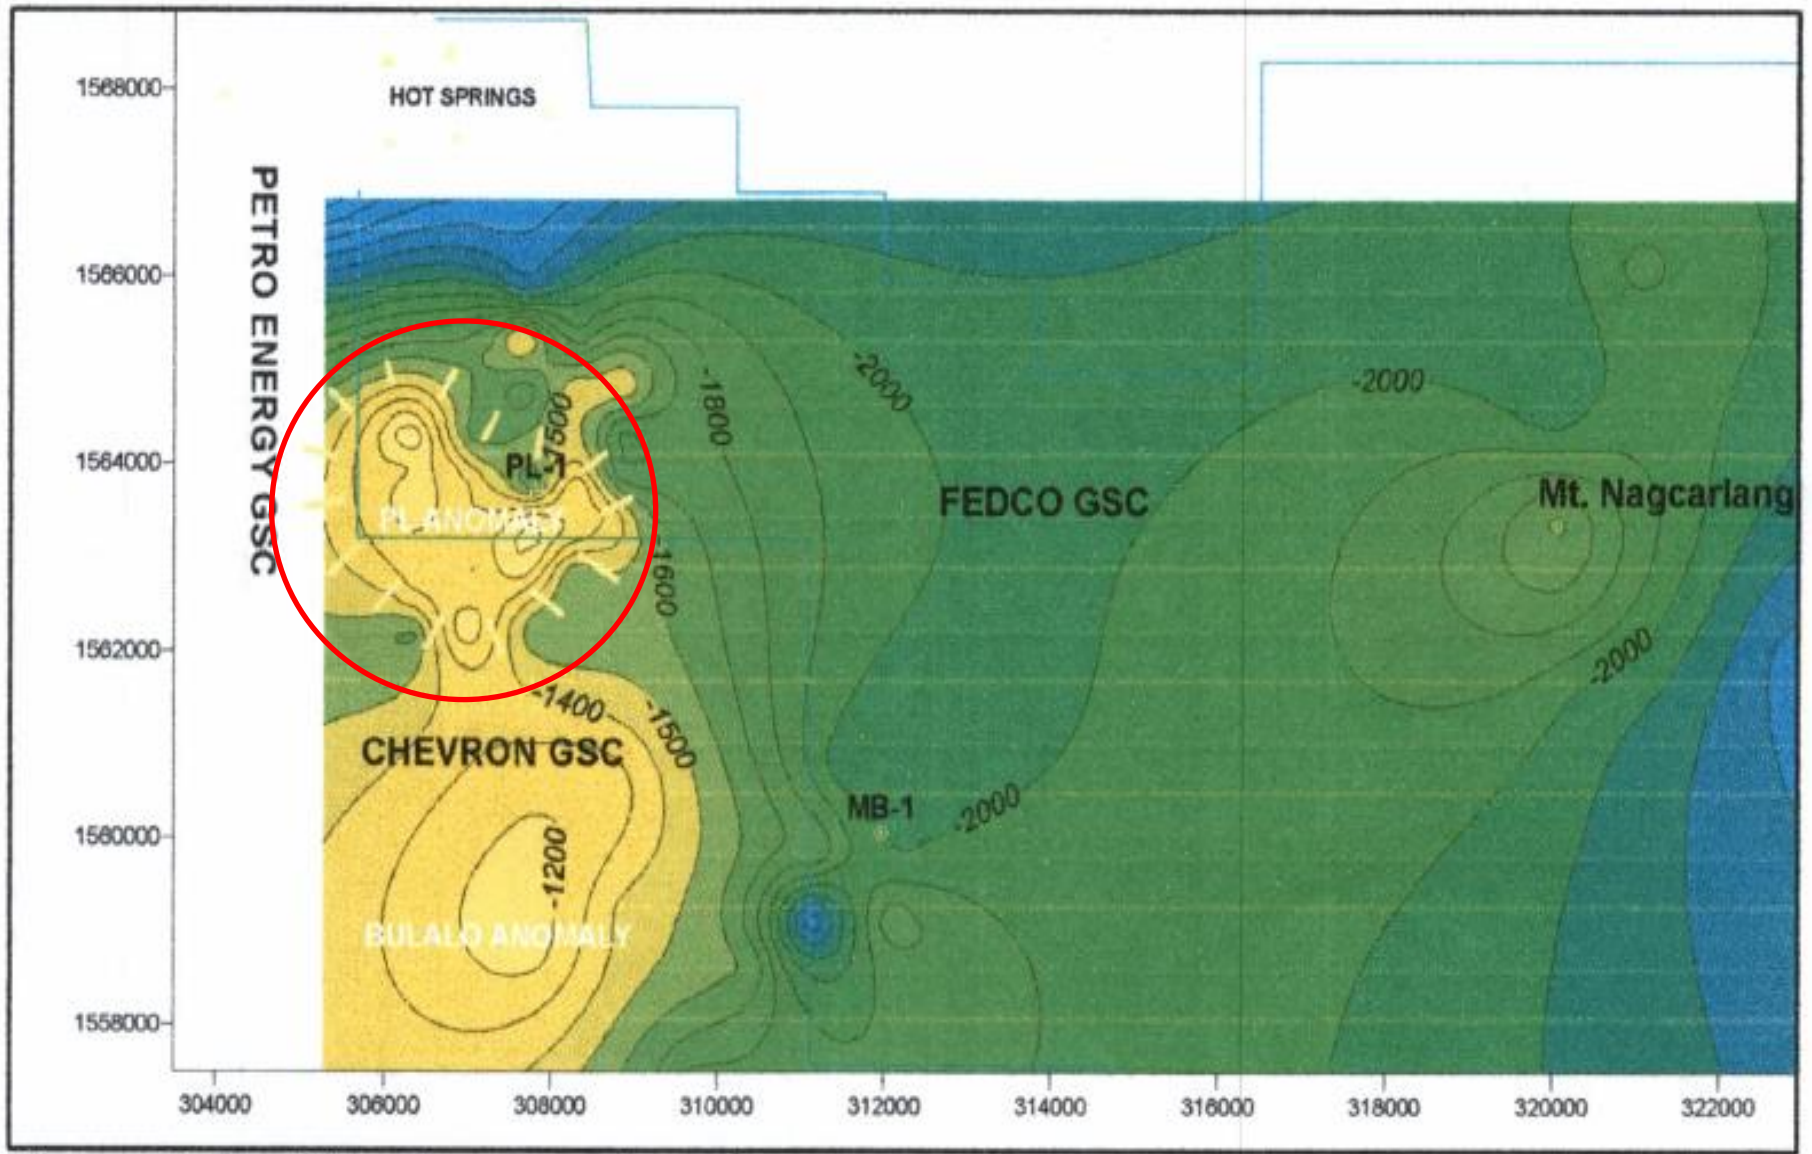 1568000
HOT SPRINGS
PETRO ENERGY GSC
1566000
-2000
-2000
-1800
-1500
1564000
PL-1
PL ANOMALY
FEDCO GSC
Mt. Nagcarlang
-1600
1562000
-2000
-1400
-1500
CHEVRON GSC
MB-1
-2000
1560000
-1200
BULALO ANOMALY
1558000
304000 306000 308000 310000 312000 314000 316000 318000 320000 322000